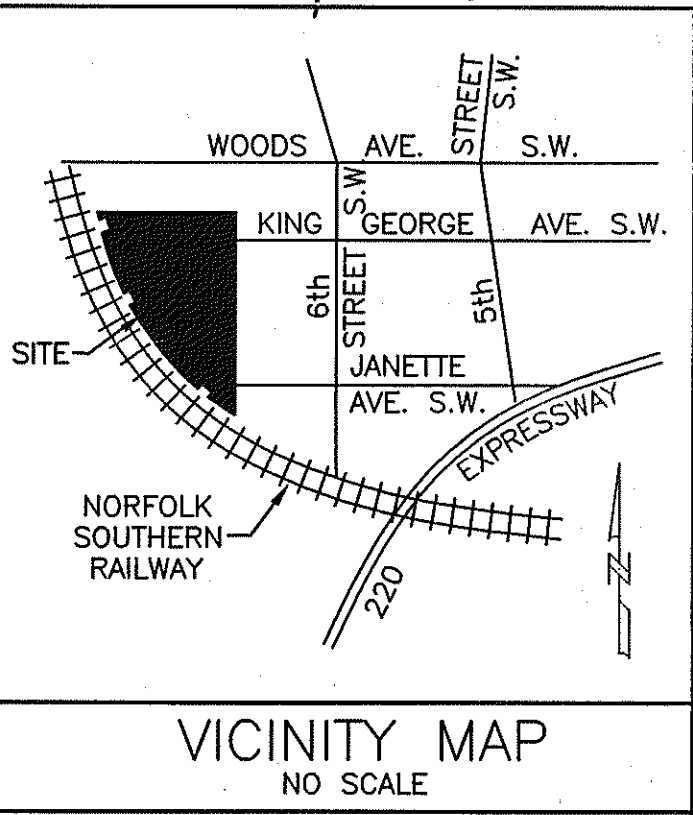 STREET
S.W.
WOODS AVE. S.W.
S.W
KING GEORGE AVE. S.W.
6th
STREET
5th
SITE
JANETTE
AVE. S.W.
EXPRESSWAY
NORFOLK
SOUTHERN
RAILWAY
220
N
VICINITY MAP
NO SCALE